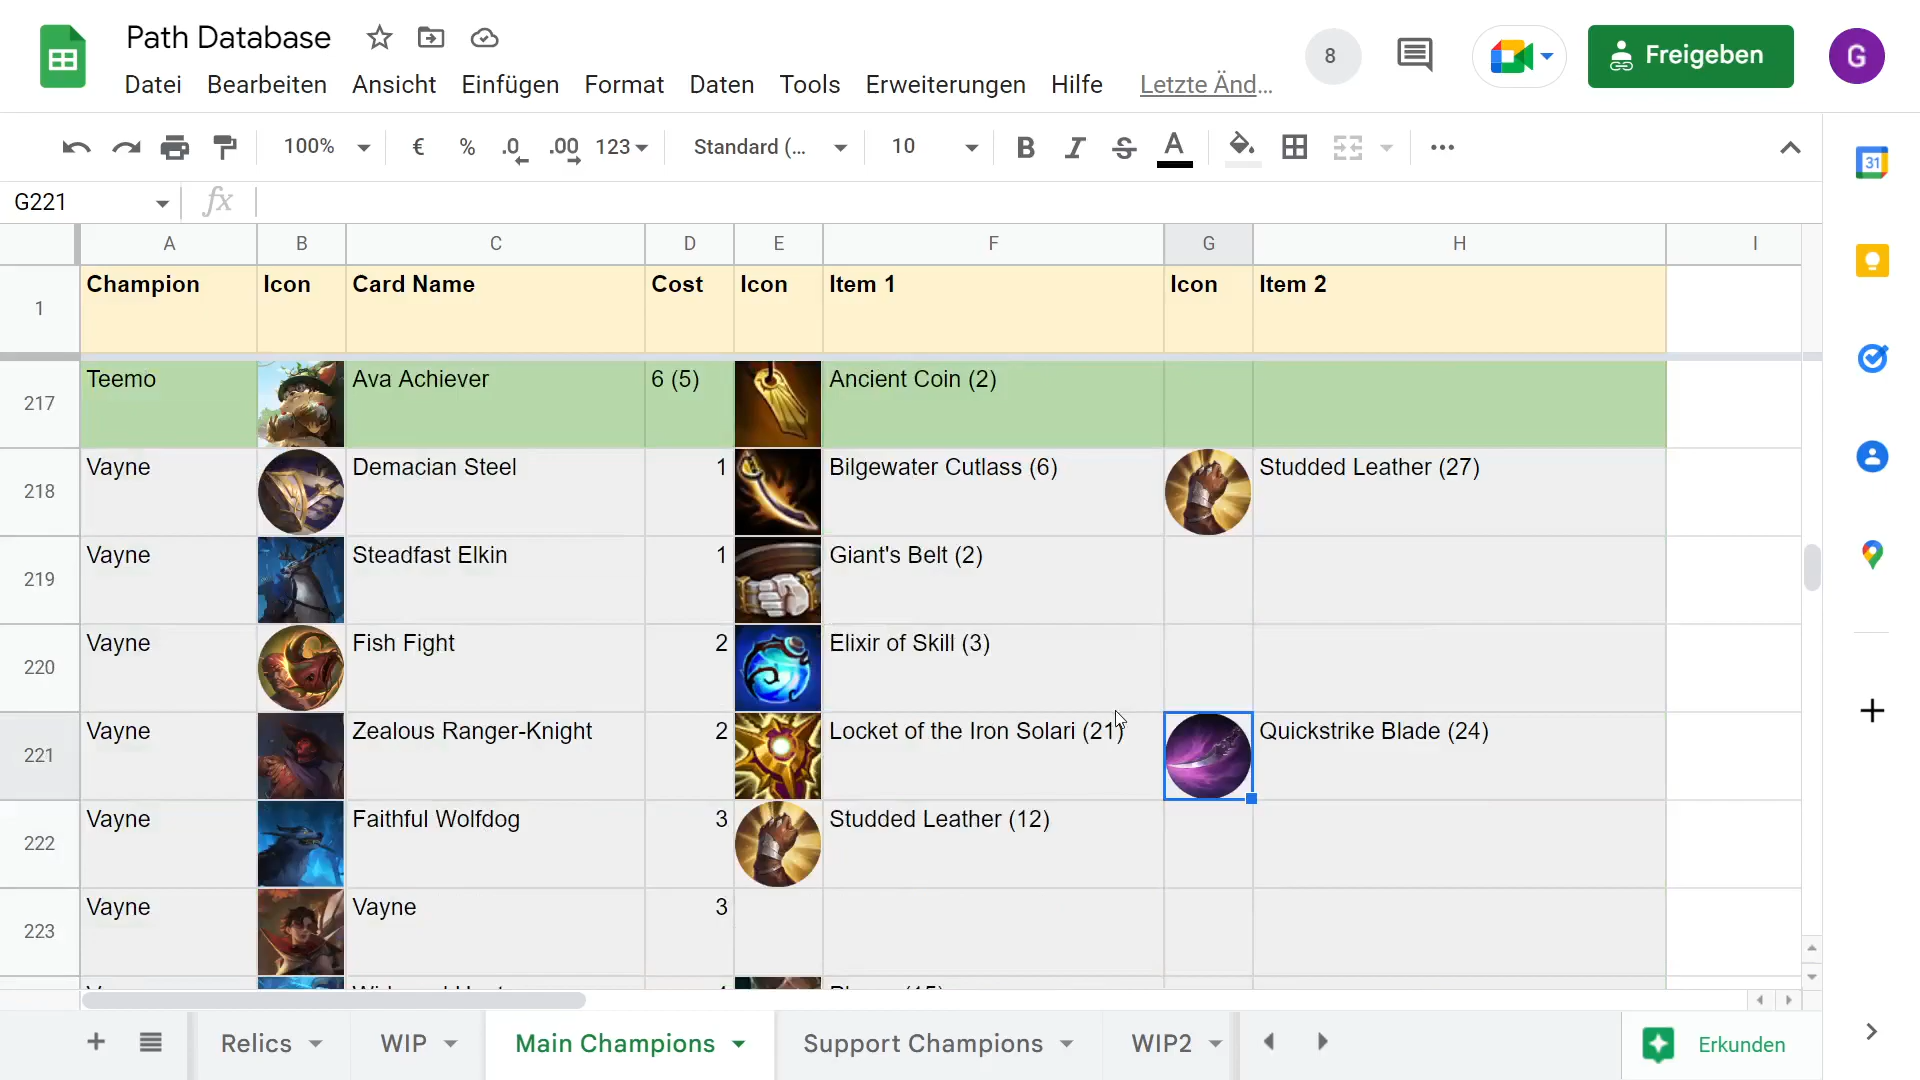 Path Database
8
Freigeben
G
Datei Bearbeiten Ansicht Einfügen Format Daten Tools Erweiterungen Hilfe Letzte Änd...
100% € % .0 .00 123 Standard (... 10 B I S A
31
G221 fx
A B C D E F G H I
1 Champion Icon Card Name Cost Icon Item 1 Icon Item 2
217 Teemo Ava Achiever 6 (5) Ancient Coin (2)
218 Vayne Demacian Steel 1 Bilgewater Cutlass (6) Studded Leather (27)
219 Vayne Steadfast Elkin 1 Giant's Belt (2)
220 Vayne Fish Fight 2 Elixir of Skill (3)
221 Vayne Zealous Ranger-Knight 2 Locket of the Iron Solari (21) Quickstrike Blade (24)
222 Vayne Faithful Wolfdog 3 Studded Leather (12)
223 Vayne Vayne 3
Relics WIP Main Champions Support Champions WIP2 Erkunden